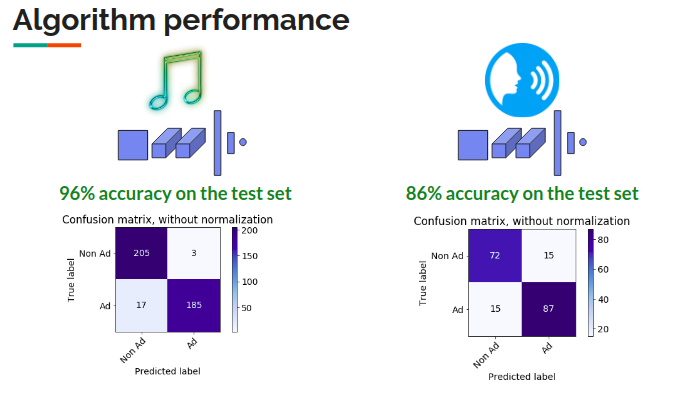 Algorithm performance
96% accuracy on the test set
Confusion matrix, without normalization
True label
Non Ad
205
3
Ad
17
185
200
150
100
50
Non Ad
Ad
Predicted label
86% accuracy on the test set
Confusion matrix, without normalization
True label
Non Ad
72
15
Ad
15
87
80
60
40
20
Non Ad
Ad
Predicted label